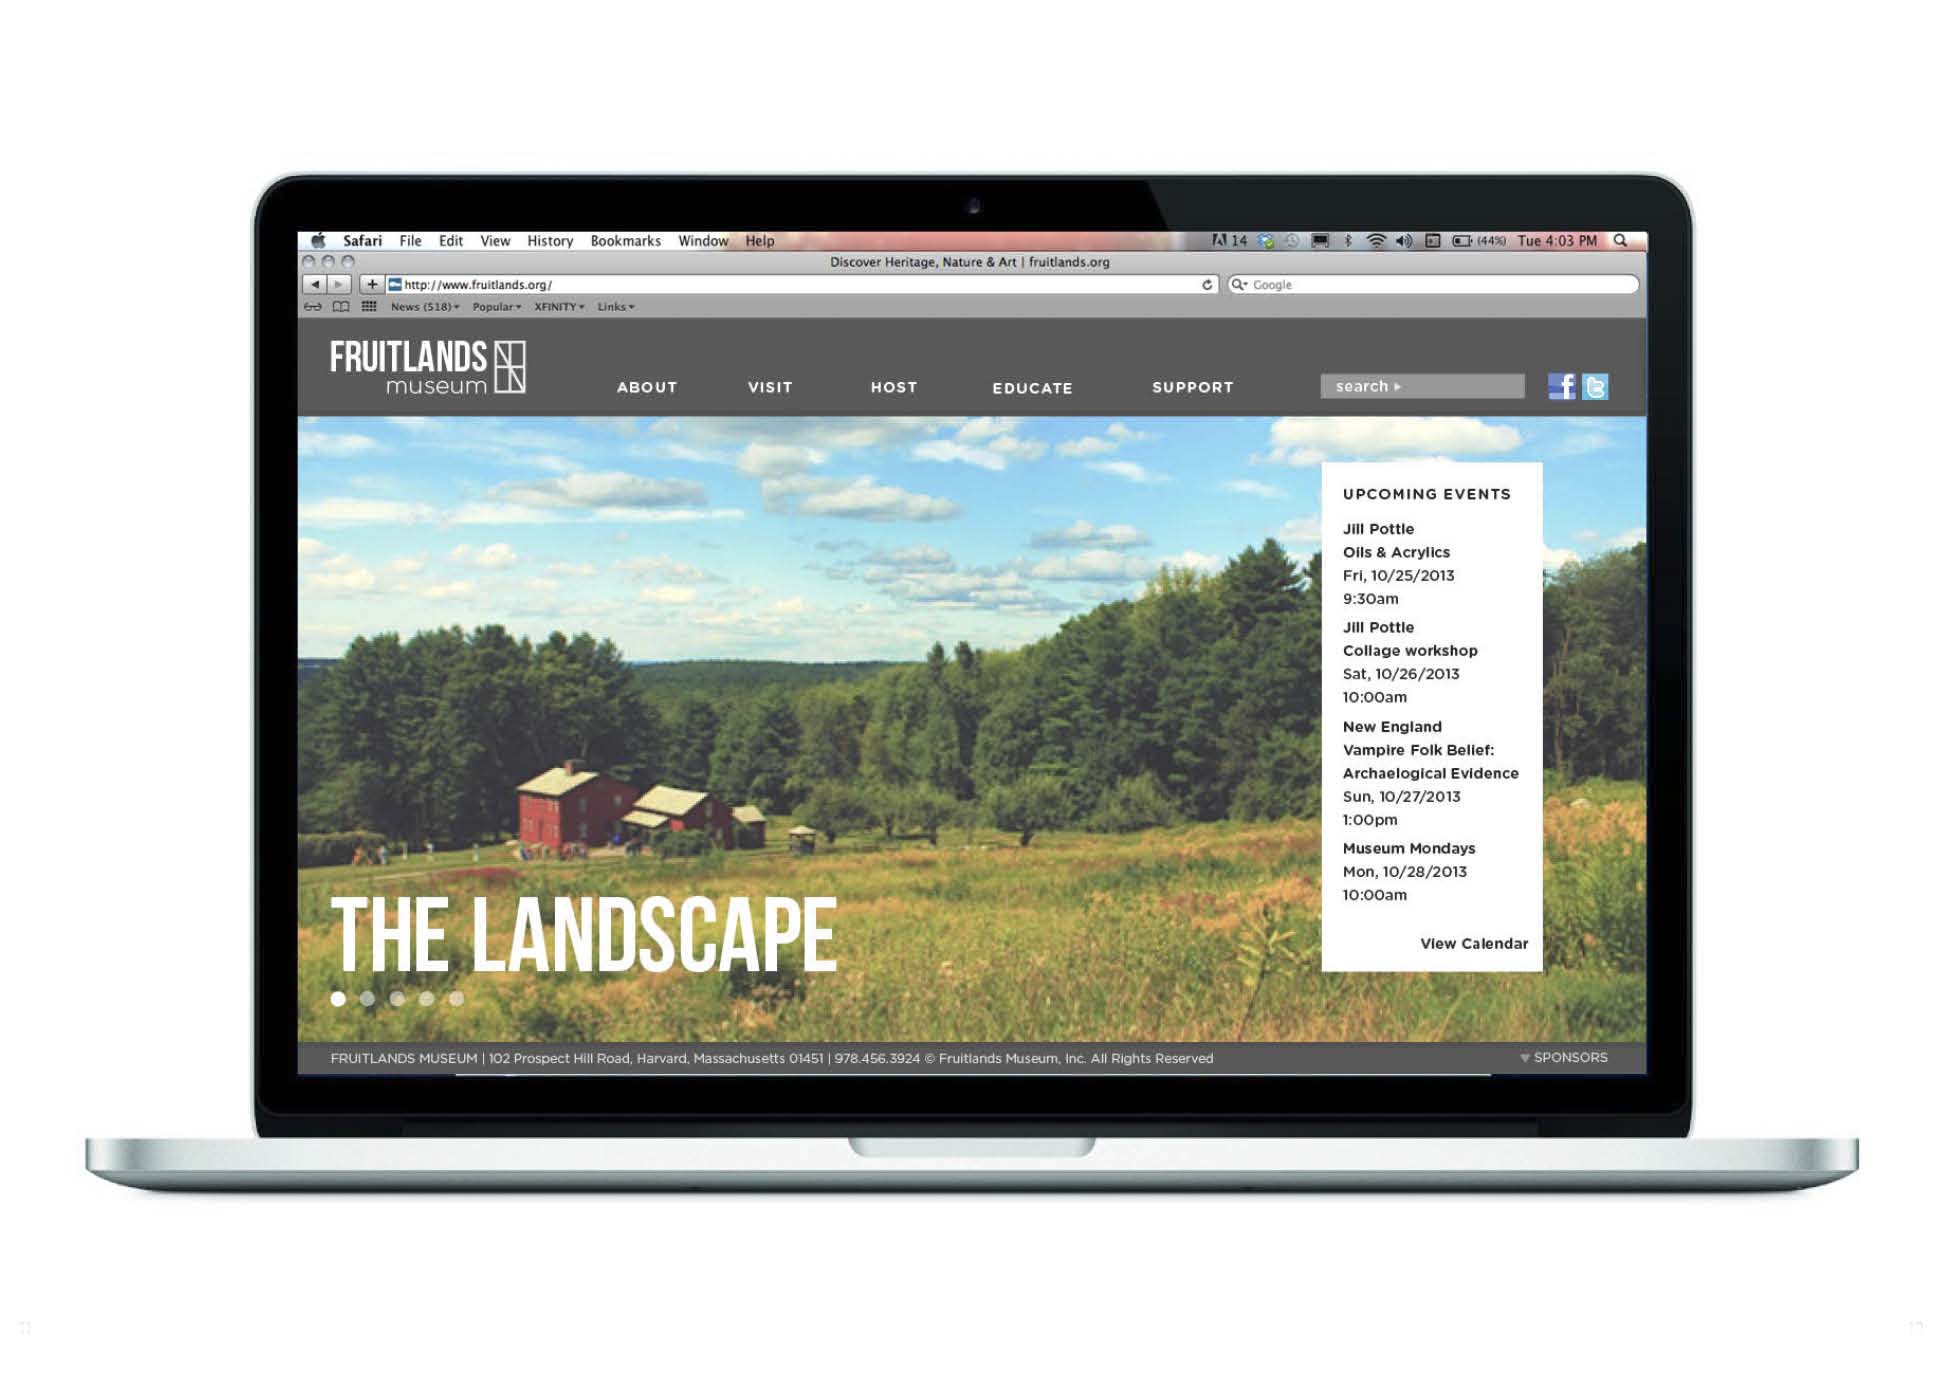 Safari File Edit View History Bookmarks Window Help 14 (44%) Tue 4:03 PM
Discover Heritage, Nature & Art | fruitlands.org
http://www.fruitlands.org/ Google
News (518) Popular XFINITY Links
FRUITLANDS
museum
ABOUT VISIT HOST EDUCATE SUPPORT search
UPCOMING EVENTS
Jill Pottle
Oils & Acrylics
Fri, 10/25/2013
9:30am
Jill Pottle
Collage workshop
Sat, 10/26/2013
10:00am
New England
Vampire Folk Belief:
Archaelogical Evidence
Sun, 10/27/2013
1:00pm
Museum Mondays
Mon, 10/28/2013
10:00am
View Calendar
THE LANDSCAPE
FRUITLANDS MUSEUM | 102 Prospect Hill Road, Harvard, Massachusetts 01451 | 978.456.3924 © Fruitlands Museum, Inc. All Rights Reserved
SPONSORS